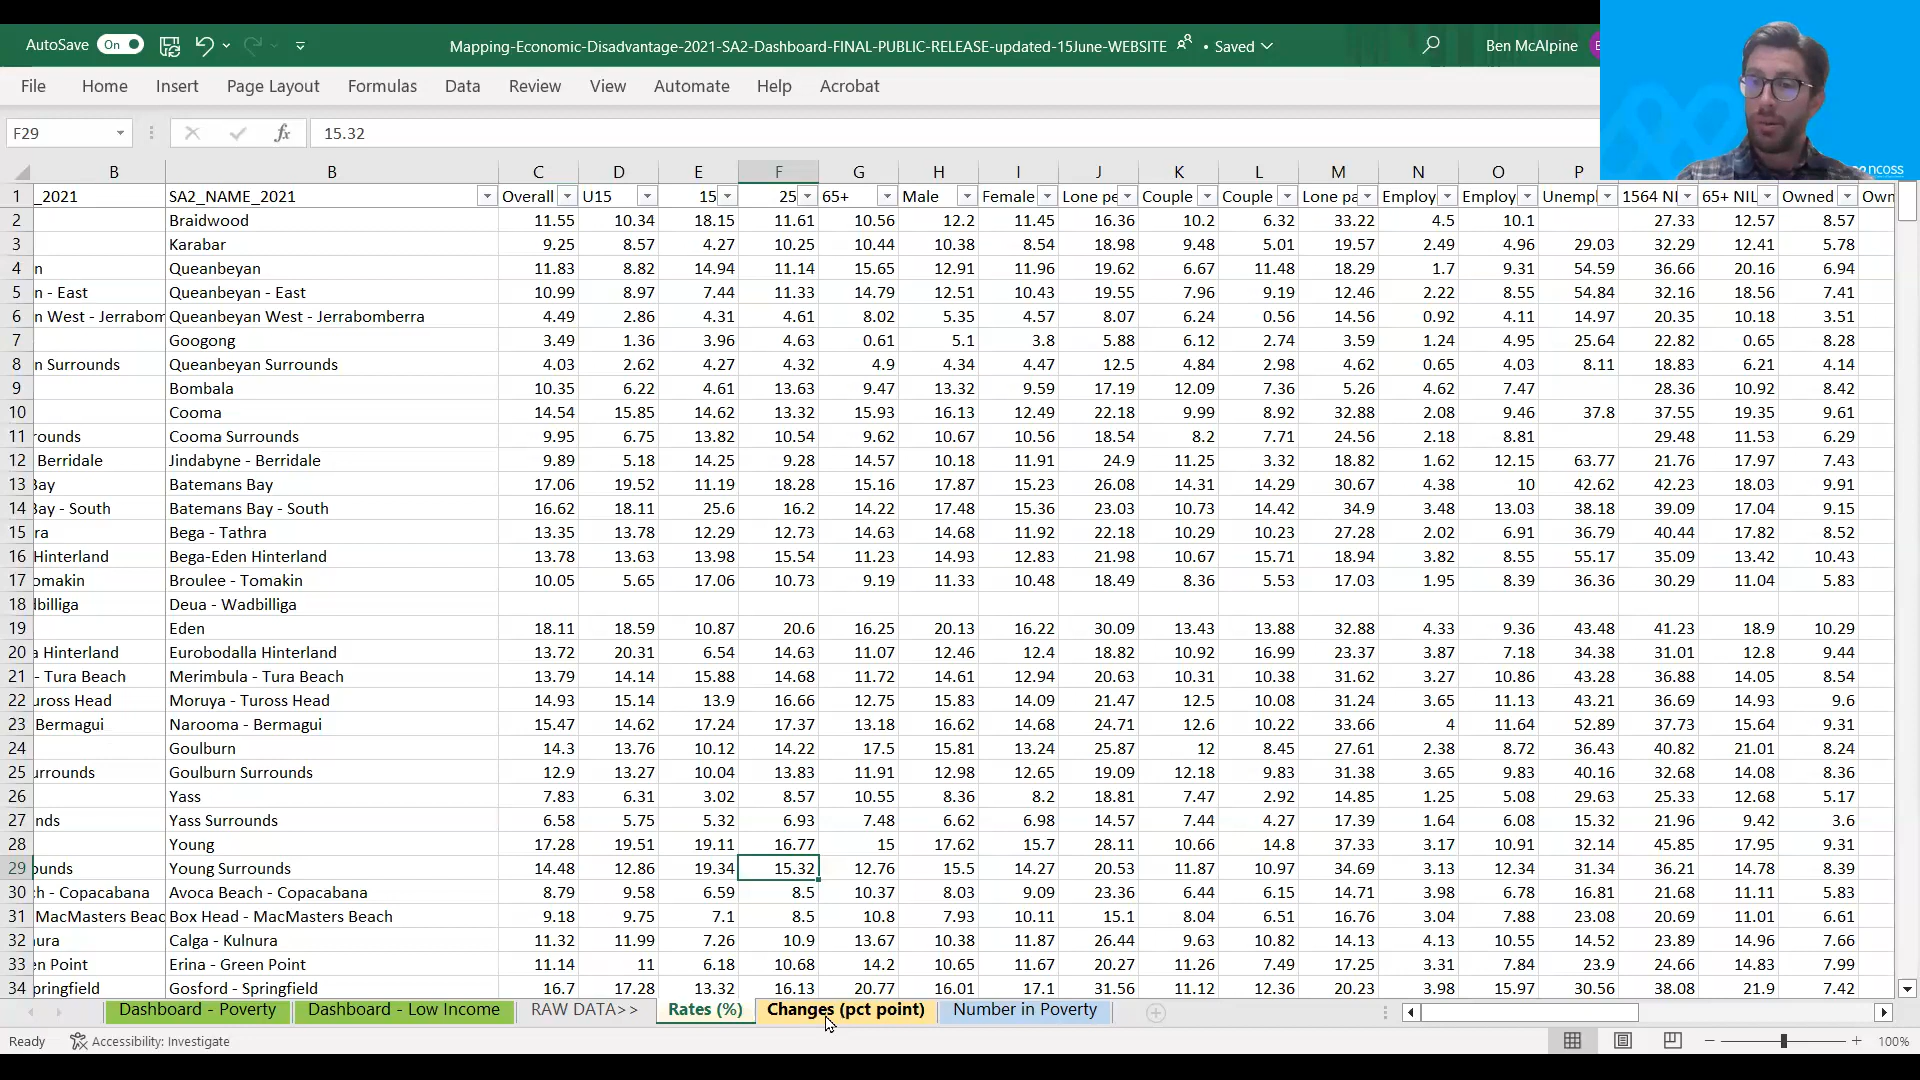 AutoSave On Mapping-Economic-Disadvantage-2021-SA2-Dashboard-FINAL-PUBLIC-RELEASE-updated-15June-WEBSITE • Saved Ben McAlpine
File Home Insert Page Layout Formulas Data Review View Automate Help Acrobat
F29 fx 15.32
ncoss
B B C D E F G H I J K L M N O P
1 _2021 SA2_NAME_2021 Overall U15 15 25 65+ Male Female Lone pe Couple Couple Lone pa Employ Employ Unempl 1564 NI 65+ NIL Owned Own
2 Braidwood 11.55 10.34 18.15 11.61 10.56 12.2 11.45 16.36 10.2 6.32 33.22 4.5 10.1 27.33 12.57 8.57
3 Karabar 9.25 8.57 4.27 10.25 10.44 10.38 8.54 18.98 9.48 5.01 19.57 2.49 4.96 29.03 32.29 12.41 5.78
4 n Queanbeyan 11.83 8.82 14.94 11.14 15.65 12.91 11.96 19.62 6.67 11.48 18.29 1.7 9.31 54.59 36.66 20.16 6.94
5 n - East Queanbeyan - East 10.99 8.97 7.44 11.33 14.79 12.51 10.43 19.55 7.96 9.19 12.46 2.22 8.55 54.84 32.16 18.56 7.41
6 n West - Jerrabom Queanbeyan West - Jerrabomberra 4.49 2.86 4.31 4.61 8.02 5.35 4.57 8.07 6.24 0.56 14.56 0.92 4.11 14.97 20.35 10.18 3.51
7 Googong 3.49 1.36 3.96 4.63 0.61 5.1 3.8 5.88 6.12 2.74 3.59 1.24 4.95 25.64 22.82 0.65 8.28
8 n Surrounds Queanbeyan Surrounds 4.03 2.62 4.27 4.32 4.9 4.34 4.47 12.5 4.84 2.98 4.62 0.65 4.03 8.11 18.83 6.21 4.14
9 Bombala 10.35 6.22 4.61 13.63 9.47 13.32 9.59 17.19 12.09 7.36 5.26 4.62 7.47 28.36 10.92 8.42
10 Cooma 14.54 15.85 14.62 13.32 15.93 16.13 12.49 22.18 9.99 8.92 32.88 2.08 9.46 37.8 37.55 19.35 9.61
11 rounds Cooma Surrounds 9.95 6.75 13.82 10.54 9.62 10.67 10.56 18.54 8.2 7.71 24.56 2.18 8.81 29.48 11.53 6.29
12 Berridale Jindabyne - Berridale 9.89 5.18 14.25 9.28 14.57 10.18 11.91 24.9 11.25 3.32 18.82 1.62 12.15 63.77 21.76 17.97 7.43
13 Bay Batemans Bay 17.06 19.52 11.19 18.28 15.16 17.87 15.23 26.08 14.31 14.29 30.67 4.38 10 42.62 42.23 18.03 9.91
14 Bay - South Batemans Bay - South 16.62 18.11 25.6 16.2 14.22 17.48 15.36 23.03 10.73 14.42 34.9 3.48 13.03 38.18 39.09 17.04 9.15
15 ra Bega - Tathra 13.35 13.78 12.29 12.73 14.63 14.68 11.92 22.18 10.29 10.23 27.28 2.02 6.91 36.79 40.44 17.82 8.52
16 Hinterland Bega-Eden Hinterland 13.78 13.63 13.98 15.54 11.23 14.93 12.83 21.98 10.67 15.71 18.94 3.82 8.55 55.17 35.09 13.42 10.43
17 omakin Broulee - Tomakin 10.05 5.65 17.06 10.73 9.19 11.33 10.48 18.49 8.36 5.53 17.03 1.95 8.39 36.36 30.29 11.04 5.83
18 dbilliga Deua - Wadbilliga
19 Eden 18.11 18.59 10.87 20.6 16.25 20.13 16.22 30.09 13.43 13.88 32.88 4.33 9.36 43.48 41.23 18.9 10.29
20 a Hinterland Eurobodalla Hinterland 13.72 20.31 6.54 14.63 11.07 12.46 12.4 18.82 10.92 16.99 23.37 3.87 7.18 34.38 31.01 12.8 9.44
21 - Tura Beach Merimbula - Tura Beach 13.79 14.14 15.88 14.68 11.72 14.61 12.94 20.63 10.31 10.38 31.62 3.27 10.86 43.28 36.88 14.05 8.54
22 uross Head Moruya - Tuross Head 14.93 15.14 13.9 16.66 12.75 15.83 14.09 21.47 12.5 10.08 31.24 3.65 11.13 43.21 36.69 14.93 9.6
23 Bermagui Narooma - Bermagui 15.47 14.62 17.24 17.37 13.18 16.62 14.68 24.71 12.6 10.22 33.66 4 11.64 52.89 37.73 15.64 9.31
24 Goulburn 14.3 13.76 10.12 14.22 17.5 15.81 13.24 25.87 12 8.45 27.61 2.38 8.72 36.43 40.82 21.01 8.24
25 urrounds Goulburn Surrounds 12.9 13.27 10.04 13.83 11.91 12.98 12.65 19.09 12.18 9.83 31.38 3.65 9.83 40.16 32.68 14.08 8.36
26 Yass 7.83 6.31 3.02 8.57 10.55 8.36 8.2 18.81 7.47 2.92 14.85 1.25 5.08 29.63 25.33 12.68 5.17
27 nds Yass Surrounds 6.58 5.75 5.32 6.93 7.48 6.62 6.98 14.57 7.44 4.27 17.39 1.64 6.08 15.32 21.96 9.42 3.6
28 Young 17.28 19.51 19.11 16.77 15 17.62 15.7 28.11 10.66 14.8 37.33 3.17 10.91 32.14 45.85 17.95 9.31
29 ounds Young Surrounds 14.48 12.86 19.34 15.32 12.76 15.5 14.27 20.53 11.87 10.97 34.69 3.13 12.34 31.34 36.21 14.78 8.39
30 ch - Copacabana Avoca Beach - Copacabana 8.79 9.58 6.59 8.5 10.37 8.03 9.09 23.36 6.44 6.15 14.71 3.98 6.78 16.81 21.68 11.11 5.83
31 MacMasters Beac Box Head - MacMasters Beach 9.18 9.75 7.1 8.5 10.8 7.93 10.11 15.1 8.04 6.51 16.76 3.04 7.88 23.08 20.69 11.01 6.61
32 ura Calga - Kulnura 11.32 11.99 7.26 10.9 13.67 10.38 11.87 26.44 9.63 10.82 14.13 4.13 10.55 14.52 23.89 14.96 7.66
33 en Point Erina - Green Point 11.14 11 6.18 10.68 14.2 10.65 11.67 20.27 11.26 7.49 17.25 3.31 7.84 23.9 24.66 14.83 7.99
34 pringfield Gosford - Springfield 16.7 17.28 13.32 16.13 20.77 16.01 17.1 31.56 11.12 12.36 20.23 3.98 15.97 30.56 38.08 21.9 7.42
Dashboard - Poverty Dashboard - Low Income RAW DATA>> Rates (%) Changes (pct point) Number in Poverty
Ready Accessibility: Investigate 100%